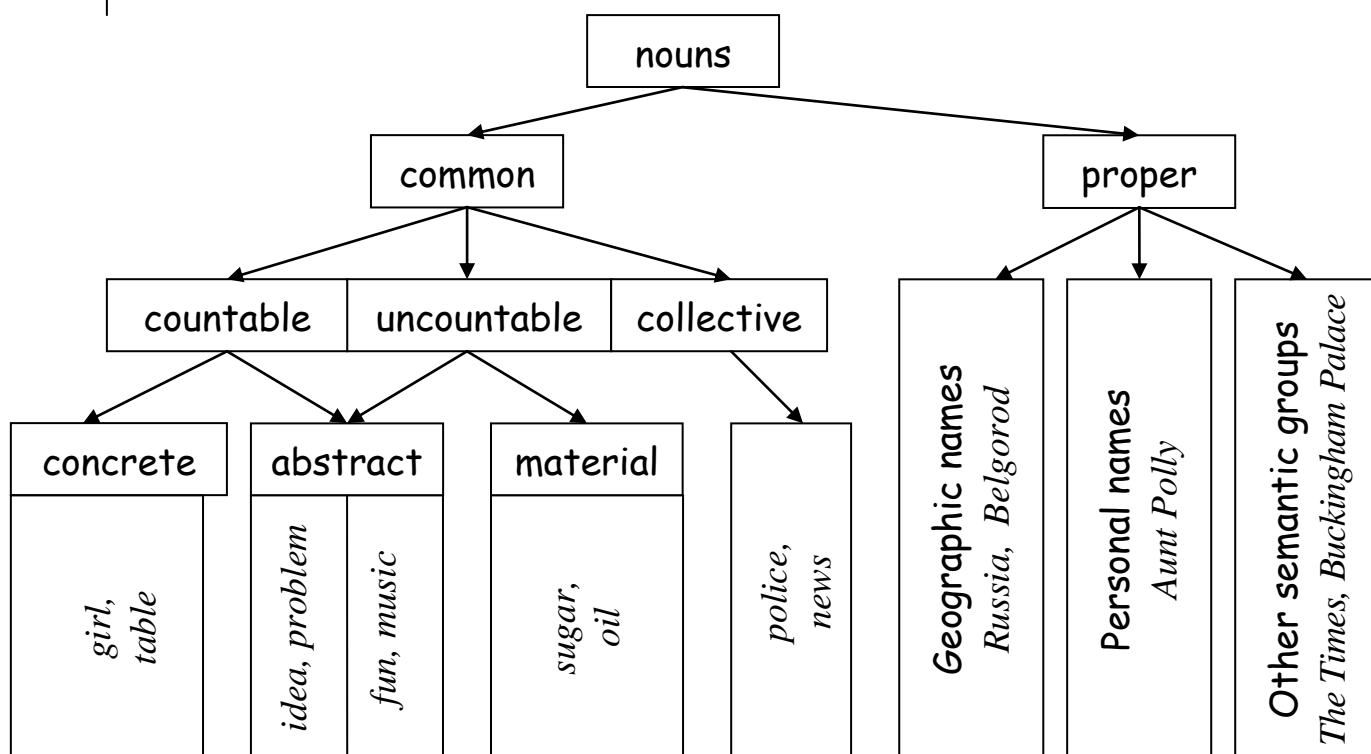 nouns
common
proper
countable
uncountable
collective
concrete
abstract
material
girl,
table
idea, problem
fun, music
sugar,
oil
police,
news
Geographic names
Russia, Belgorod
Personal names
Aunt Polly
Other semantic groups
The Times, Buckingham Palace